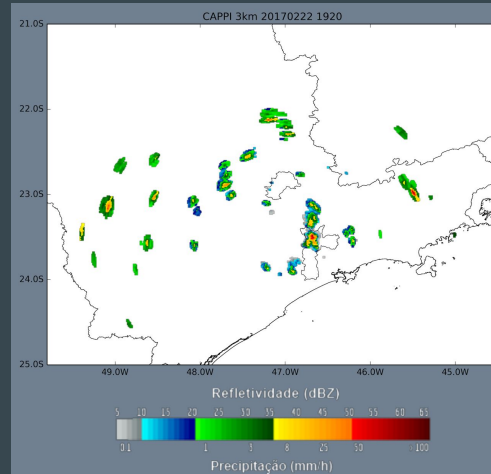 CAPPI 3km 20170222 1920
21.0S
22.0S
23.0S
24.0S
25.0S
49.0W 48.0W 47.0W 46.0W 45.0W
Refletividade (dBZ)
5 10 15 20 25 30 35 40 45 50 55 60 65
0.1 1 4 8 25 50 100
Precipitação (mm/h)